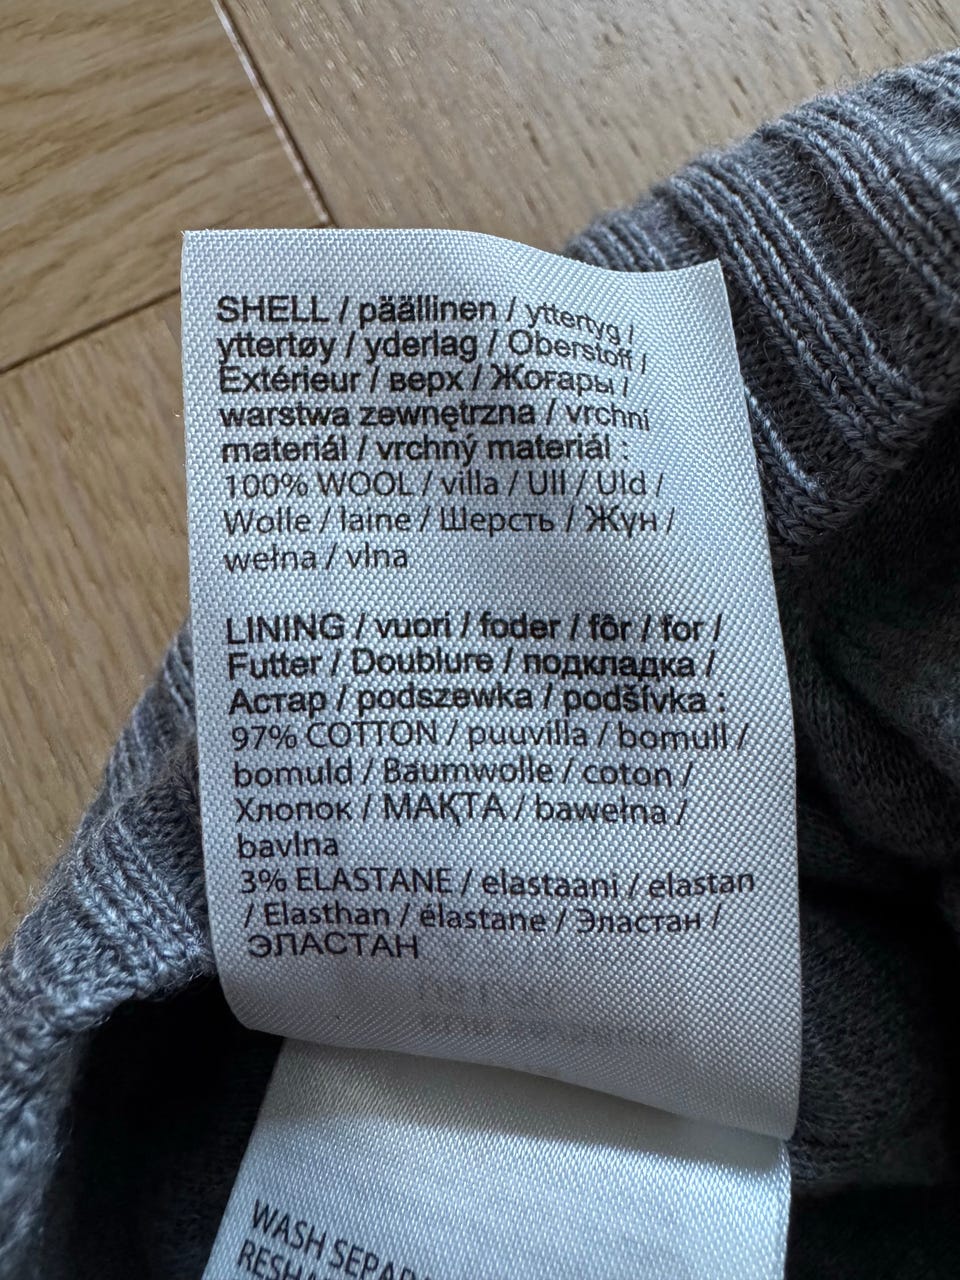 SHELL / päällinen / yttertyg /
yttertøy / yderlag / Oberstoff /
Extérieur / верх / Жоғары /
warstwa zewnętrzna / vrchní
materiál / vrchný materiál :
100% WOOL / villa / Ull / Uld /
Wolle / laine / Шерсть / Жүн /
wełna / vlna
LINING / vuori / foder / fôr / for /
Futter / Doublure / подкладка /
Астар / podszewka / podšívka :
97% COTTON / puuvilla / bomull /
bomuld / Baumwolle / coton /
Хлопок / МАҚТА / bawełna /
bavlna
3% ELASTANE / elastaani / elastan
/ Elasthan / élastane / Эластан /
ЭЛАСТАН
WASH